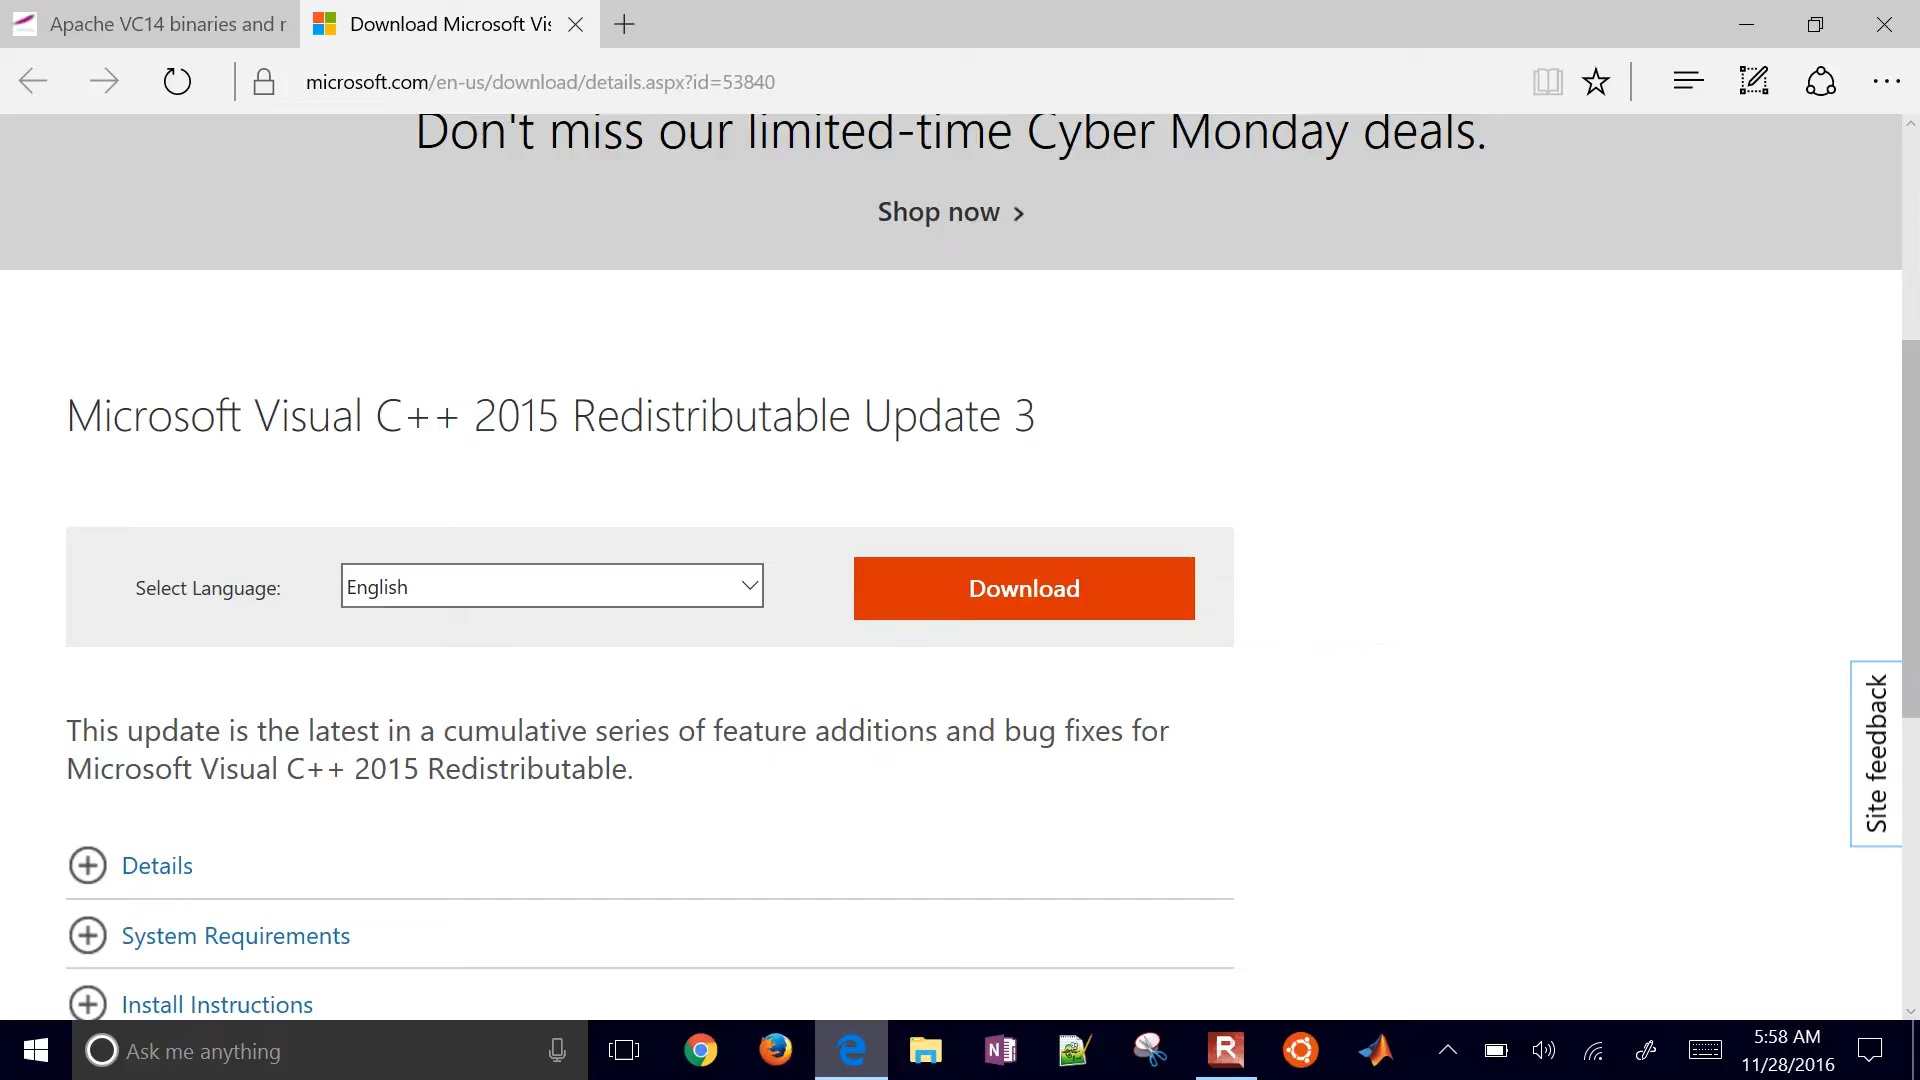 Apache VC14 binaries and r
Download Microsoft Vis
microsoft.com/en-us/download/details.aspx?id=53840
Don't miss our limited-time Cyber Monday deals.
Shop now >
Microsoft Visual C++ 2015 Redistributable Update 3
Select Language:
English
Download
This update is the latest in a cumulative series of feature additions and bug fixes for
Microsoft Visual C++ 2015 Redistributable.
Site feedback
Details
System Requirements
Install Instructions
Ask me anything
N
R
5:58 AM
11/28/2016